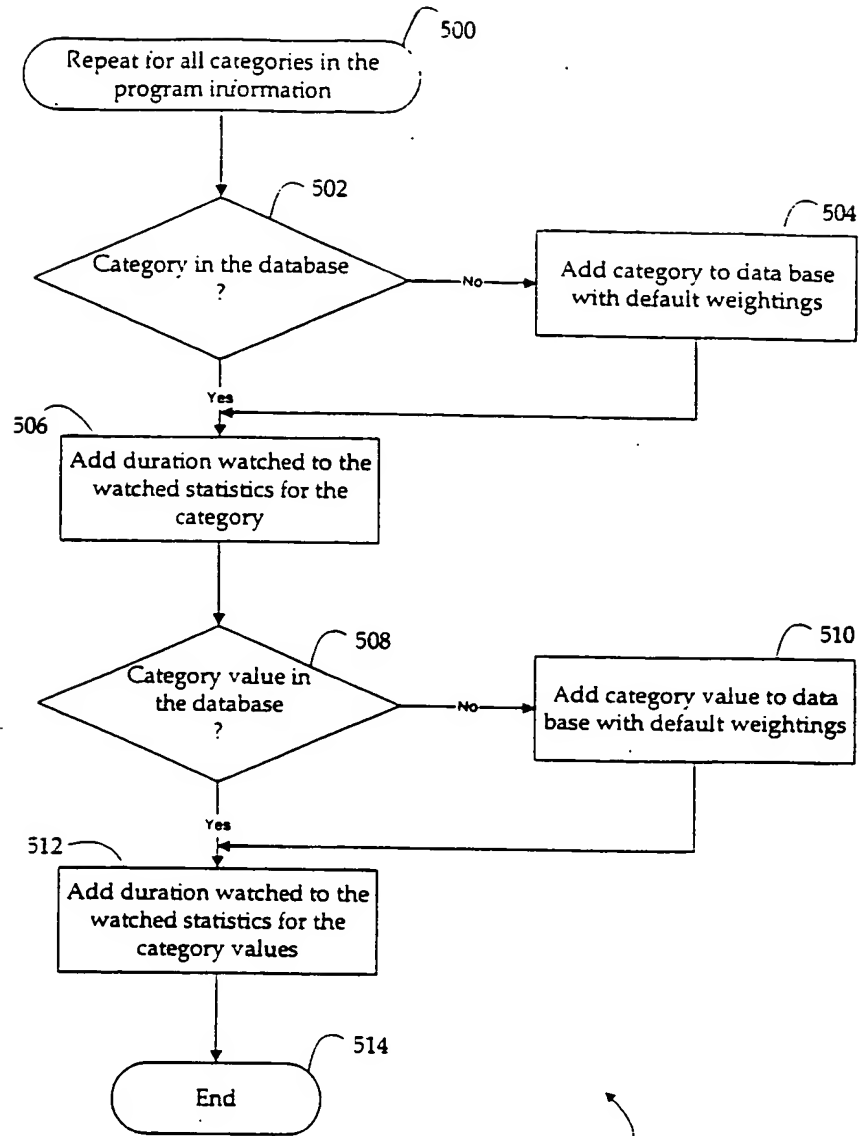 500
Repeat for all categories in the
program information
502
Category in the database
?
No
504
Add category to data base
with default weightings
Yes
506
Add duration watched to the
watched statistics for the
category
508
Category value in
the database
?
No
510
Add category value to data
base with default weightings
Yes
512
Add duration watched to the
watched statistics for the
category values
514
End